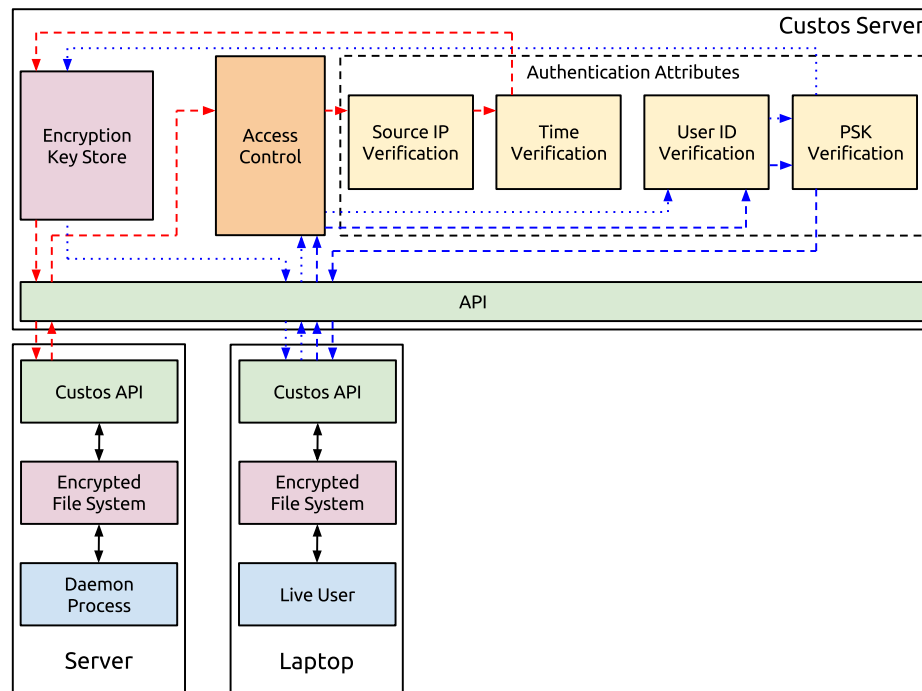 Custos Server
Authentication Attributes
Encryption
Key Store
Access
Control
Source IP
Verification
Time
Verification
User ID
Verification
PSK
Verification
API
Custos API
Encrypted
File System
Daemon
Process
Server
Custos API
Encrypted
File System
Live User
Laptop